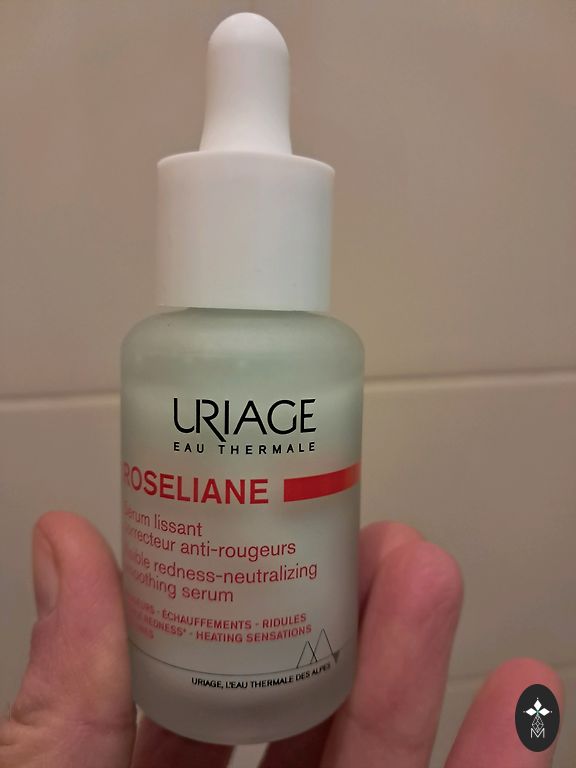 URIAGE
EAU THERMALE
ROSELIANE
Sérum lissant
correcteur anti-rougeurs
redness-neutralizing
smoothing serum
- ÉCHAUFFEMENTS - RIDULES
REDNESS* - HEATING SENSATIONS
URIAGE, L'EAU THERMALE DES ALPES
M